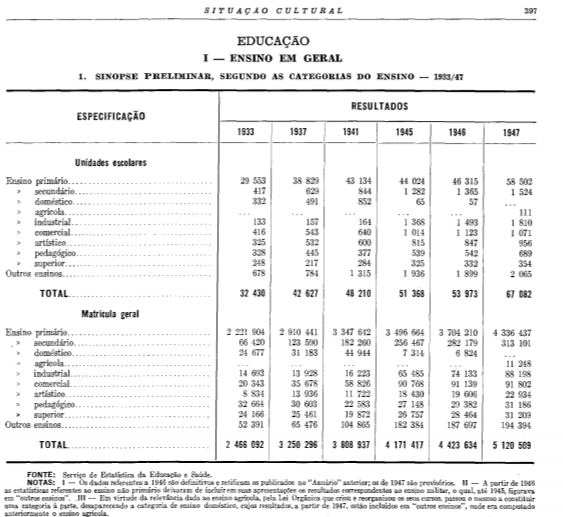 SITUAÇÃO CULTURAL 397
EDUCAÇÃO
I — ENSINO EM GERAL
1. SINOPSE PRELIMINAR, SEGUNDO AS CATEGORIAS DO ENSINO — 1933/47
ESPECIFICAÇÃO RESULTADOS
1933 1937 1941 1945 1946 1947
Unidades escolares
Ensino primário 29 553 38 829 43 134 44 024 46 315 58 502
» secundário 417 629 844 1 282 1 365 1 524
» doméstico 332 491 852 65 57 ...
» agrícola ... ... ... ... ... 111
» industrial 133 157 164 1 368 1 493 1 810
» comercial 416 543 640 1 014 1 123 1 071
» artístico 325 532 600 815 847 956
» pedagógico 328 445 377 539 542 689
» superior 248 217 284 325 332 354
Outros ensinos 678 784 1 315 1 936 1 899 2 065
TOTAL 32 430 42 627 48 210 51 368 53 973 67 082
Matrícula geral
Ensino primário 2 221 904 2 910 441 3 347 642 3 496 664 3 704 210 4 336 437
» secundário 66 420 123 590 182 260 256 467 282 179 313 101
» doméstico 24 677 31 183 44 944 7 314 6 824 ...
» agrícola ... ... ... ... ... 11 248
» industrial 14 693 13 928 16 223 65 485 74 133 88 198
» comercial 20 343 35 678 58 826 90 768 91 139 91 802
» artístico 8 834 13 936 11 722 18 430 19 606 22 934
» pedagógico 32 664 30 603 22 583 27 148 29 382 31 186
» superior 24 166 25 461 19 872 26 757 28 464 31 209
Outros ensinos 52 391 65 476 104 865 182 384 187 697 194 394
TOTAL 2 466 092 3 250 296 3 808 937 4 171 417 4 423 634 5 120 509
FONTE: Serviço de Estatística da Educação e Saúde.
NOTAS: I — Os dados referentes a 1946 são definitivos e retificam os publicados no "Anuário" anterior; os de 1947 são provisórios. II — A partir de 1946
as estatísticas referentes ao ensino não primário deixaram de incluir em suas apresentações os resultados correspondentes ao ensino militar, o qual, até 1945, figurava
em "outros ensinos". III — Em virtude da relevância dada ao ensino agrícola, pela Lei Orgânica que criou e reorganizou os seus cursos, passou o mesmo a constituir
uma categoria à parte, desaparecendo a categoria de ensino doméstico, cujos resultados, a partir de 1947, estão incluídos em "outros ensinos", onde era computado
anteriormente o ensino agrícola.